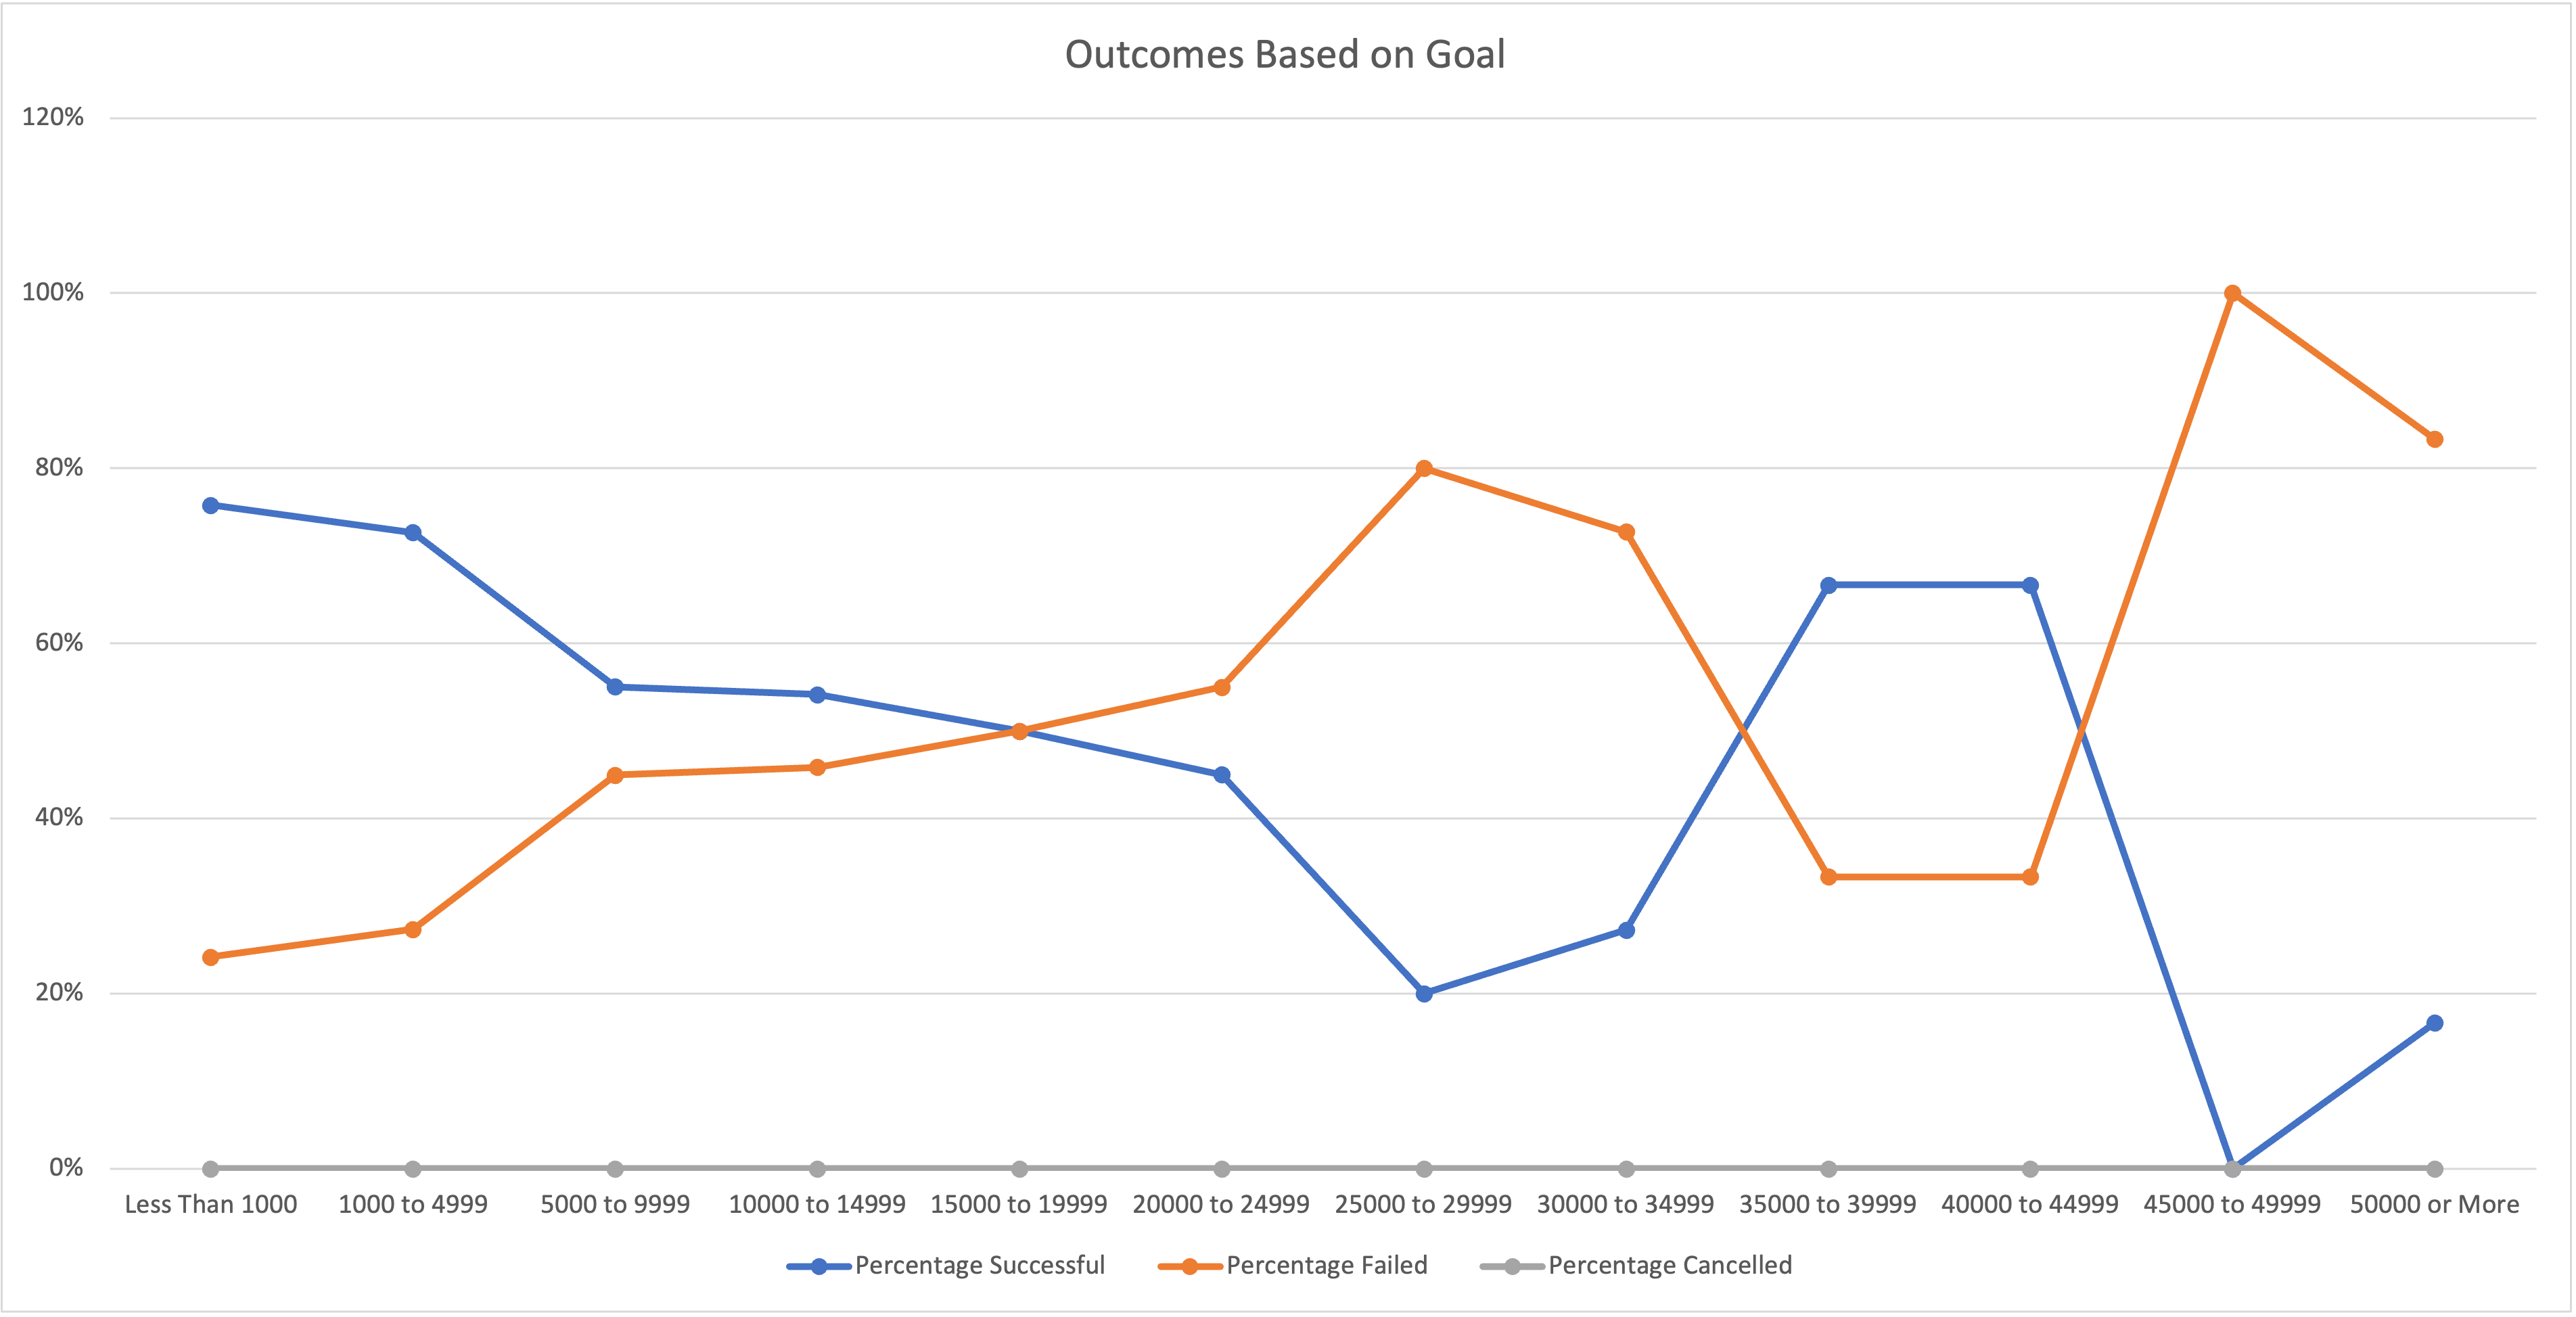 Outcomes Based on Goal
120%
100%
80%
60%
40%
20%
0%
Less Than 1000 1000 to 4999 5000 to 9999 10000 to 14999 15000 to 19999 20000 to 24999 25000 to 29999 30000 to 34999 35000 to 39999 40000 to 44999 45000 to 49999 50000 or More
Percentage Successful Percentage Failed Percentage Cancelled